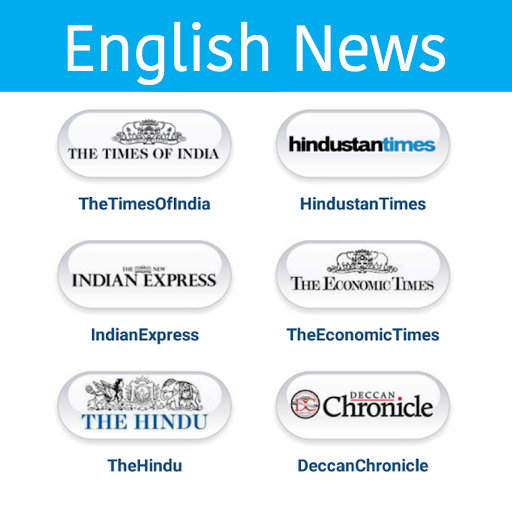 English News
THE TIMES OF INDIA
hindustantimes
TheTimesOfIndia
HindustanTimes
THE NEW
INDIAN EXPRESS
THE ECONOMIC TIMES
IndianExpress
TheEconomicTimes
THE HINDU
DECCAN
Chronicle
TheHindu
DeccanChronicle